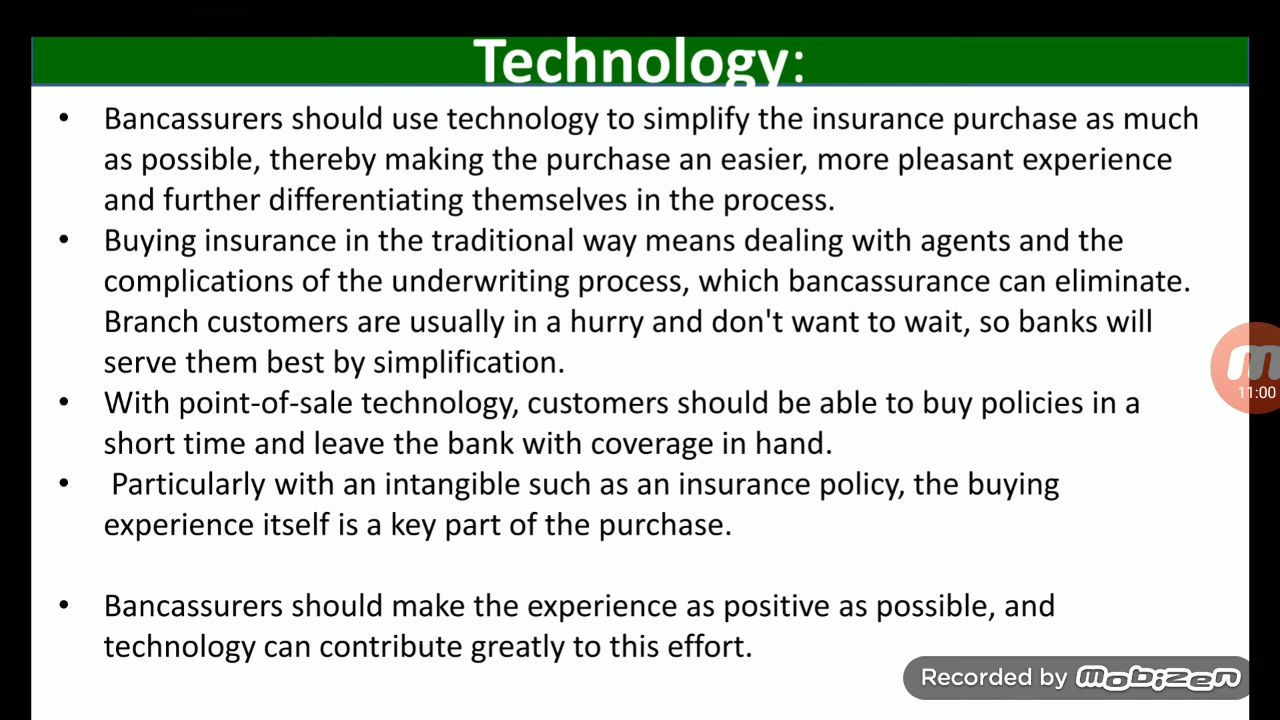 Technology:
• Bancassurers should use technology to simplify the insurance purchase as much
as possible, thereby making the purchase an easier, more pleasant experience
and further differentiating themselves in the process.
• Buying insurance in the traditional way means dealing with agents and the
complications of the underwriting process, which bancassurance can eliminate.
Branch customers are usually in a hurry and don't want to wait, so banks will
serve them best by simplification.
• With point-of-sale technology, customers should be able to buy policies in a
short time and leave the bank with coverage in hand.
• Particularly with an intangible such as an insurance policy, the buying
experience itself is a key part of the purchase.
• Bancassurers should make the experience as positive as possible, and
technology can contribute greatly to this effort.
m
11:00
Recorded by mobizen